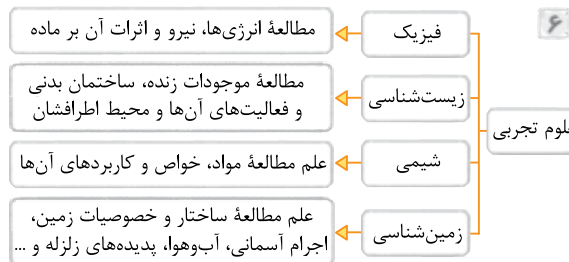 ۶
علوم تجربی
فیزیک
مطالعهٔ انرژی‌ها، نیرو و اثرات آن بر ماده
زیست‌شناسی
مطالعهٔ موجودات زنده، ساختمان بدنی
و فعالیت‌های آن‌ها و محیط اطرافشان
شیمی
علم مطالعهٔ مواد، خواص و کاربردهای آن‌ها
زمین‌شناسی
علم مطالعهٔ ساختار و خصوصیات زمین،
اجرام آسمانی، آب‌وهوا، پدیده‌های زلزله و ...